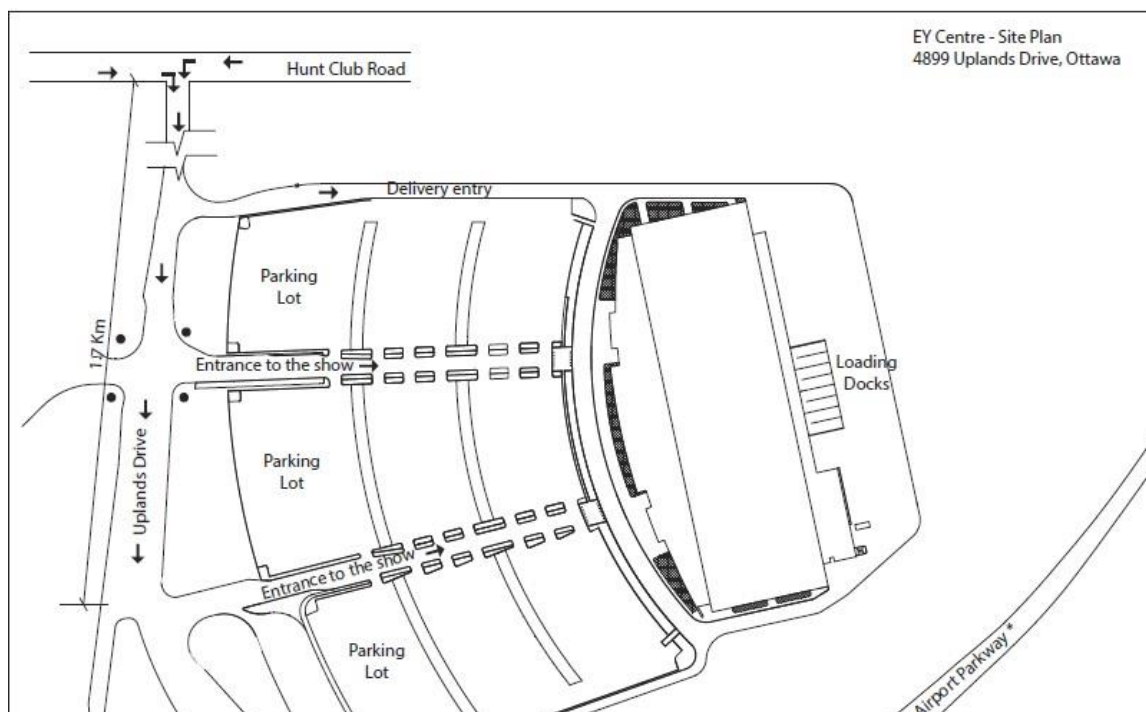 EY Centre - Site Plan
4899 Uplands Drive, Ottawa
Hunt Club Road
Delivery entry
Parking
Lot
1.7 Km
Entrance to the show
Loading
Docks
Parking
Lot
Uplands Drive
Entrance to the show
Parking
Lot
Airport Parkway *